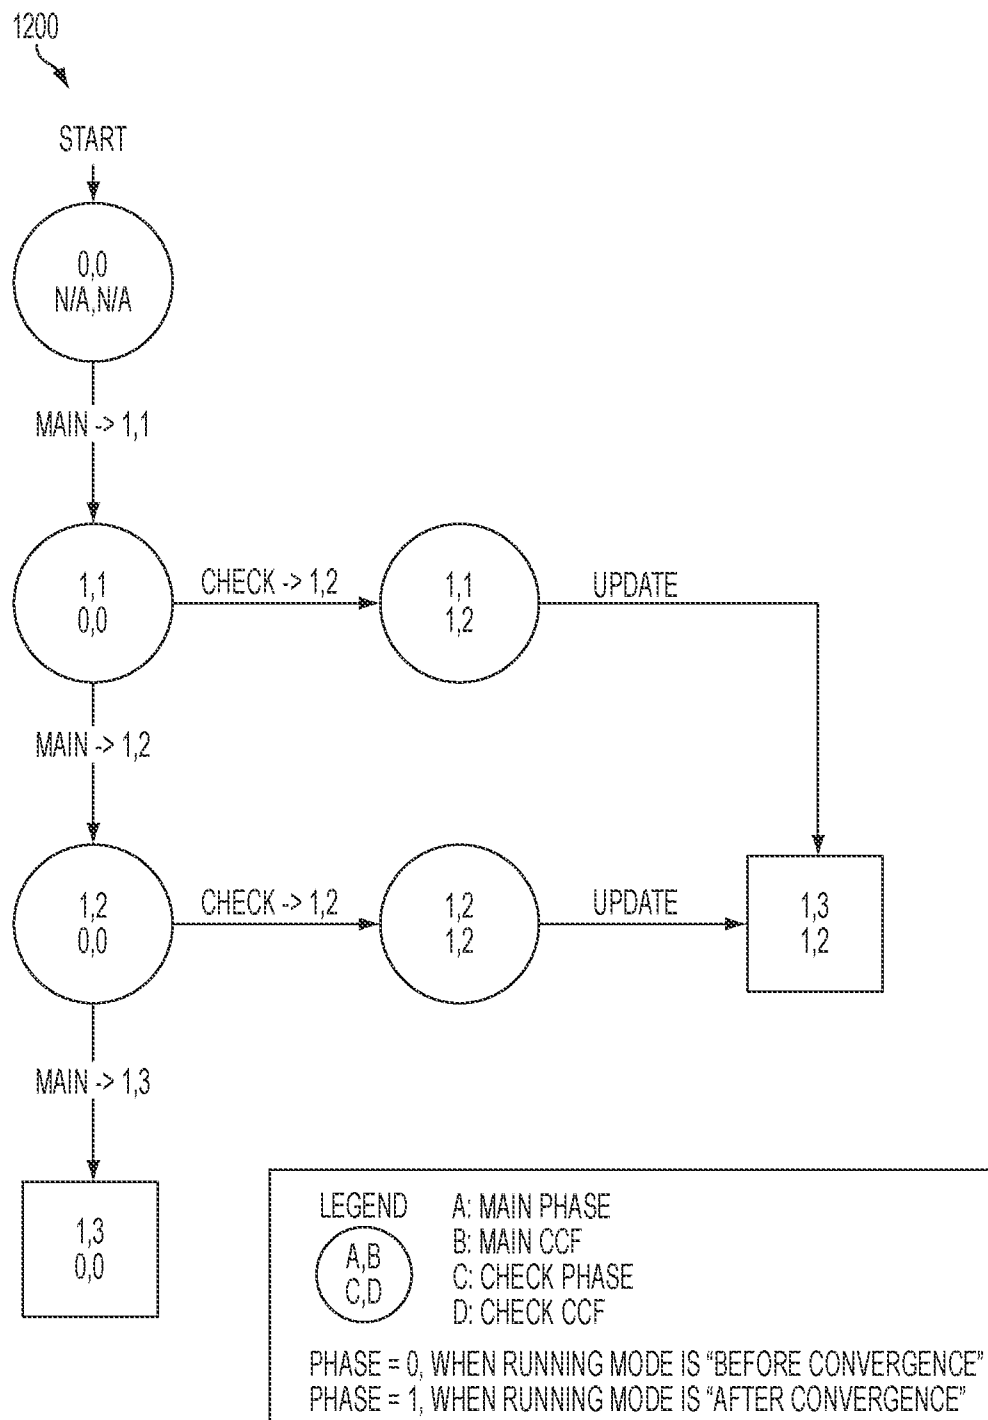 1200
START
0,0
N/A,N/A
MAIN -> 1,1
1,1
0,0
CHECK -> 1,2
1,1
1,2
UPDATE
MAIN -> 1,2
1,2
0,0
CHECK -> 1,2
1,2
1,2
UPDATE
1,3
1,2
MAIN -> 1,3
1,3
0,0
LEGEND
A,B
C,D
A: MAIN PHASE
B: MAIN CCF
C: CHECK PHASE
D: CHECK CCF
PHASE = 0, WHEN RUNNING MODE IS “BEFORE CONVERGENCE”
PHASE = 1, WHEN RUNNING MODE IS “AFTER CONVERGENCE”